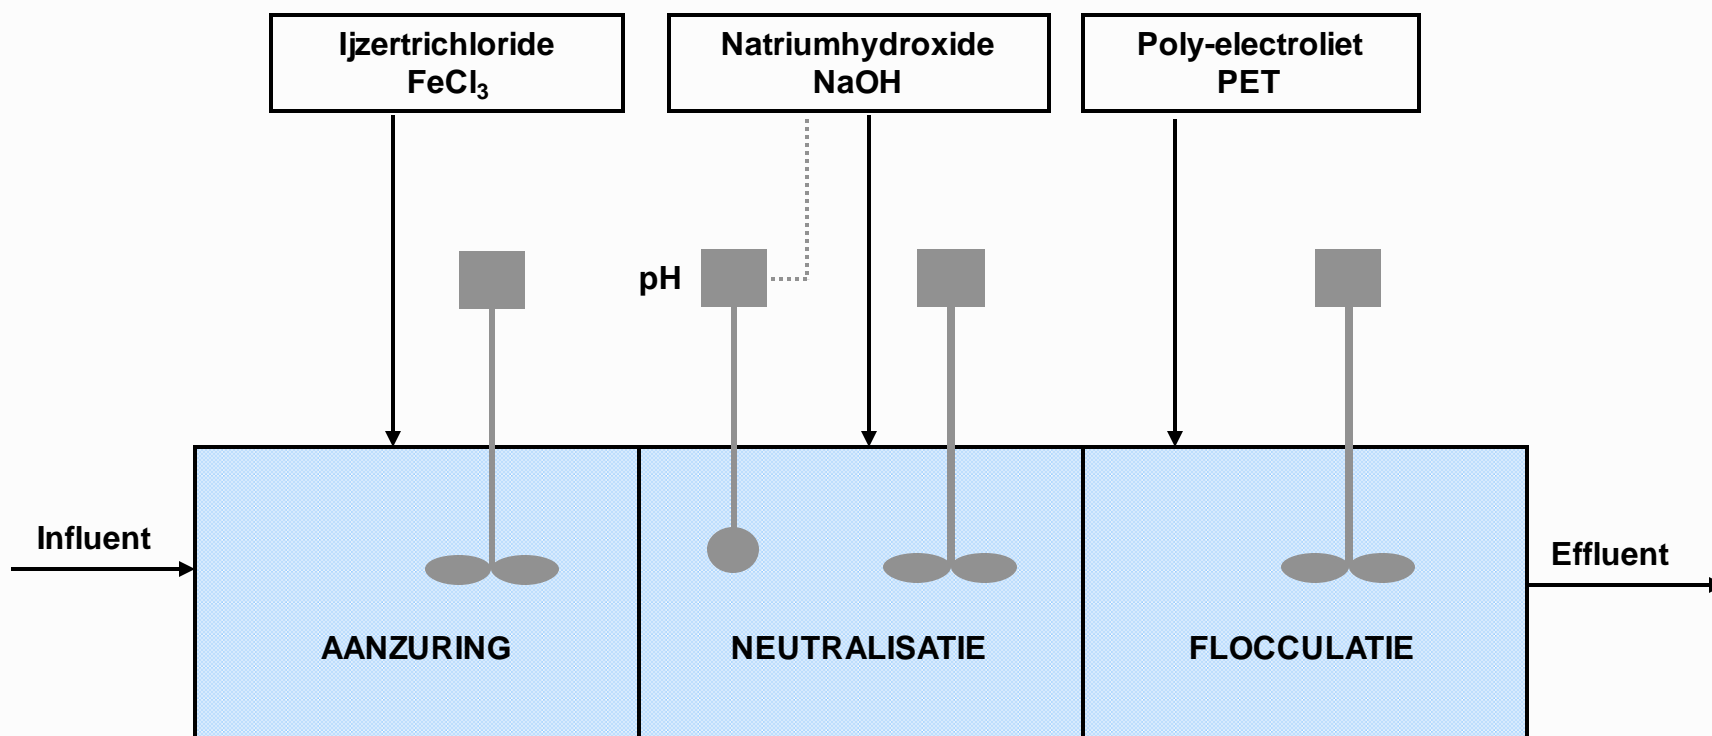 Ijzertrichloride
FeCl₃
Natriumhydroxide
NaOH
Poly-electroliet
PET
pH
Influent
Effluent
AANZURING
NEUTRALISATIE
FLOCCULATIE